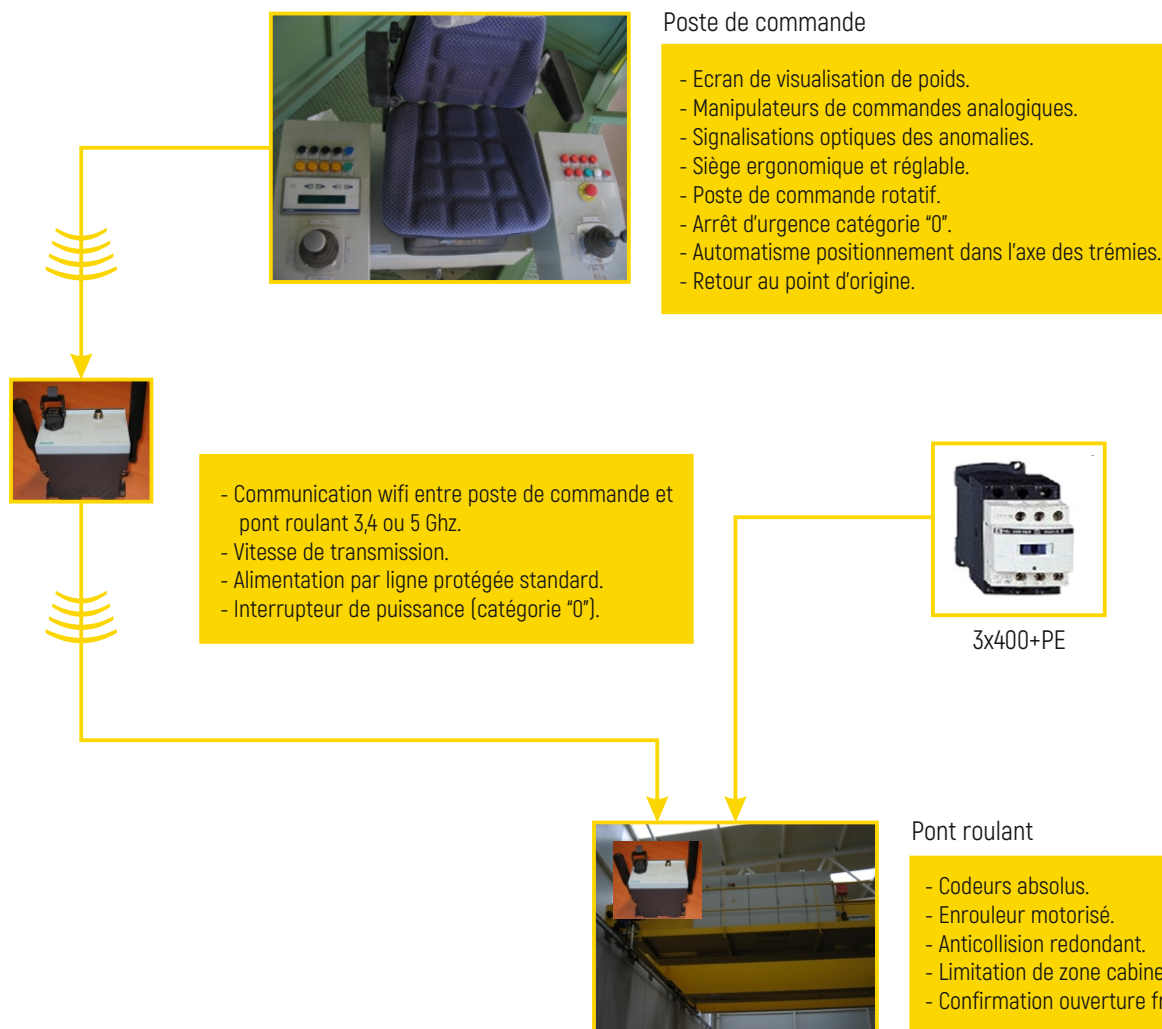 Poste de commande
- Ecran de visualisation de poids.
- Manipulateurs de commandes analogiques.
- Signalisations optiques des anomalies.
- Siège ergonomique et réglable.
- Poste de commande rotatif.
- Arrêt d'urgence catégorie "0".
- Automatisme positionnement dans l'axe des trémies.
- Retour au point d'origine.
- Communication wifi entre poste de commande et
pont roulant 3,4 ou 5 Ghz.
- Vitesse de transmission.
- Alimentation par ligne protégée standard.
- Interrupteur de puissance (catégorie "0").
3x400+PE
Pont roulant
- Codeurs absolus.
- Enrouleur motorisé.
- Anticollision redondant.
- Limitation de zone cabine
- Confirmation ouverture